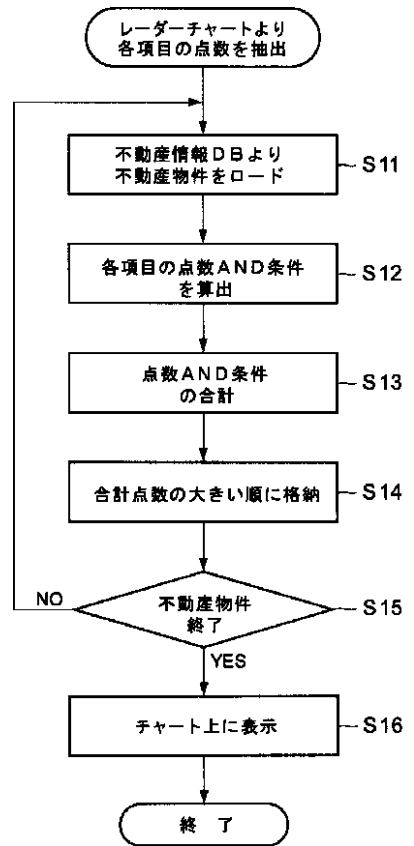 レーダーチャートより
各項目の点数を抽出
不動産情報DBより
不動産物件をロード
S11
各項目の点数AND条件
を算出
S12
点数AND条件
の合計
S13
合計点数の大きい順に格納
S14
不動産物件
終了
S15
NO
YES
チャート上に表示
S16
終 了